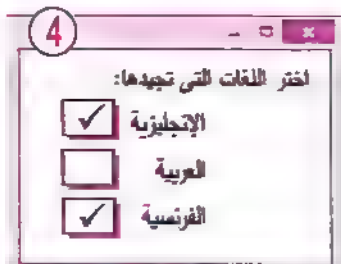 4
اختر اللغات التي تجيدها:
الإنجليزية
العربية
الفرنسية